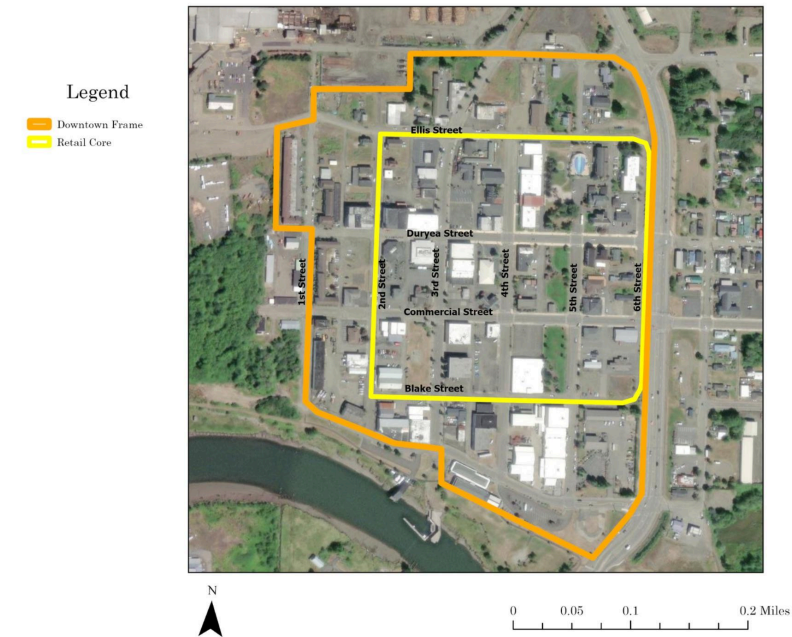 Legend
Downtown Frame
Retail Core
Ellis Street
Duryea Street
1st Street
2nd Street
3rd Street
4th Street
5th Street
6th Street
Commercial Street
Blake Street
N
0 0.05 0.1 0.2 Miles